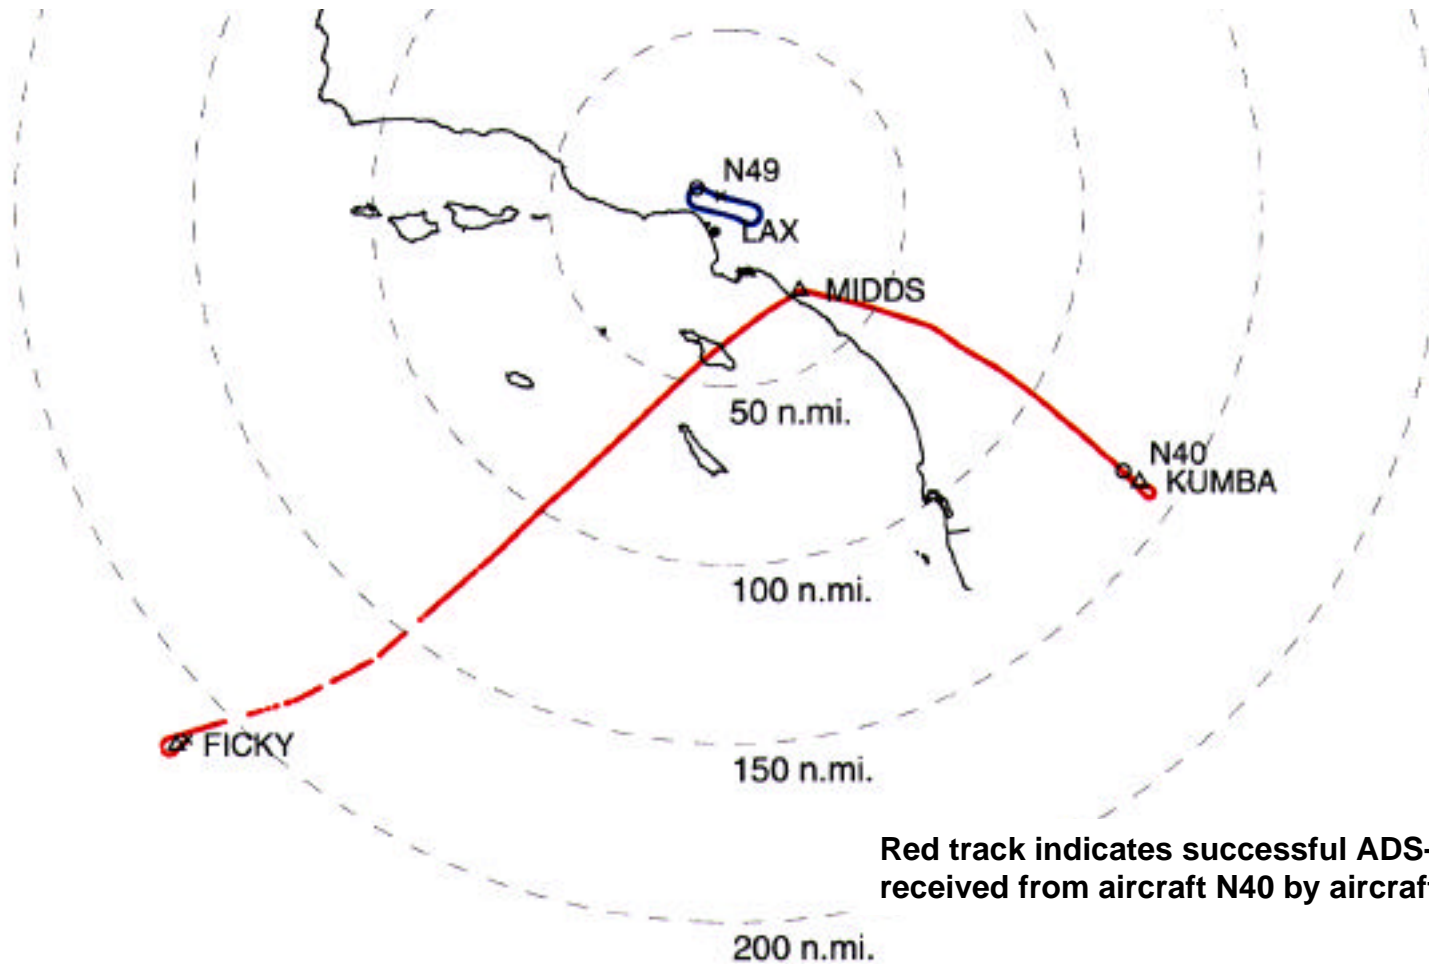 N49
LAX
MIDDS
50 n.mi.
N40
KUMBA
100 n.mi.
FICKY
150 n.mi.
Red track indicates successful ADS-
received from aircraft N40 by aircraf
200 n.mi.